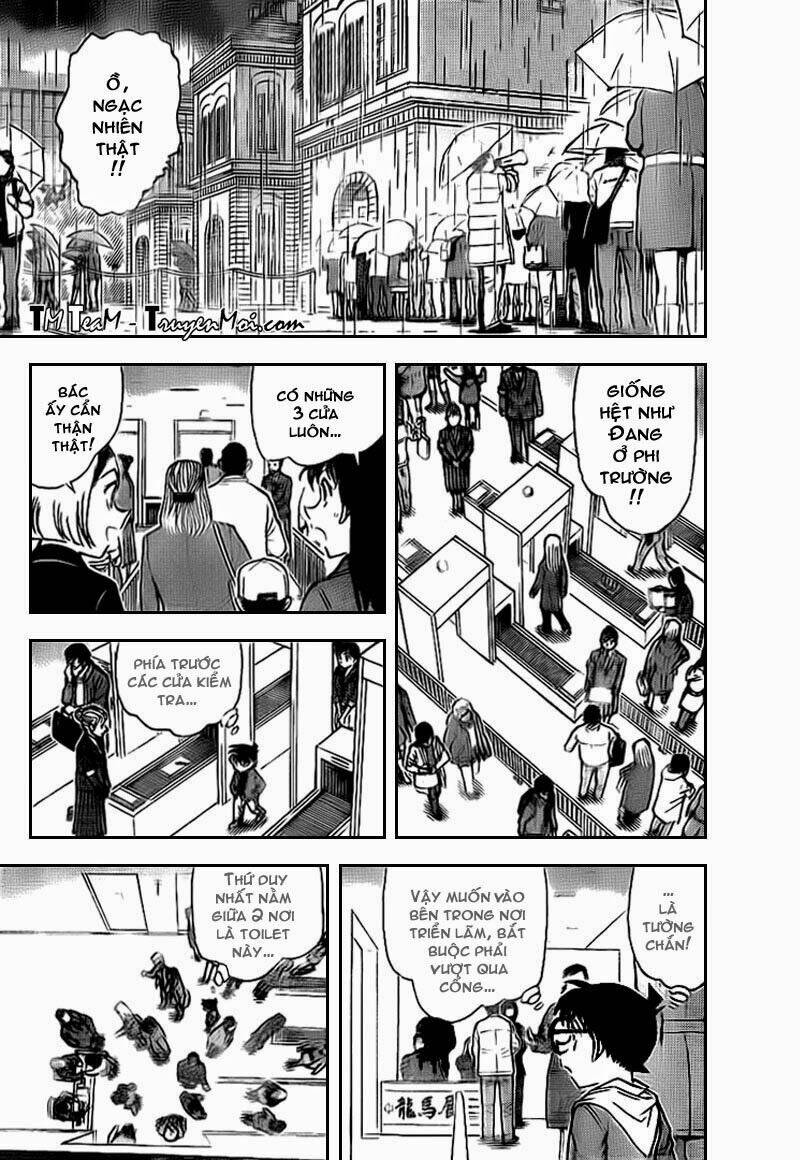 Ồ,
NGẠC
NHIÊN
THẬT
!!
TM TeaM - TruyenMoi.com
GIỐNG
HỆT NHƯ
ĐANG
Ở PHI
TRƯỜNG
!!
CÓ NHỮNG
3 CỬA
LUÔN...
BÁC
ẤY CẨN
THẬN
THẬT!
PHÍA TRƯỚC
CÁC CỬA KIỂM
TRA...
...
LÀ
TƯỜNG
CHẮN!
VẬY MUỐN VÀO
BÊN TRONG NƠI
TRIỂN LÃM, BẮT
BUỘC PHẢI
VƯỢT QUA
CỔNG...
龍馬展
THỨ DUY
NHẤT NẰM
GIỮA 2 NƠI
LÀ TOILET
NÀY...